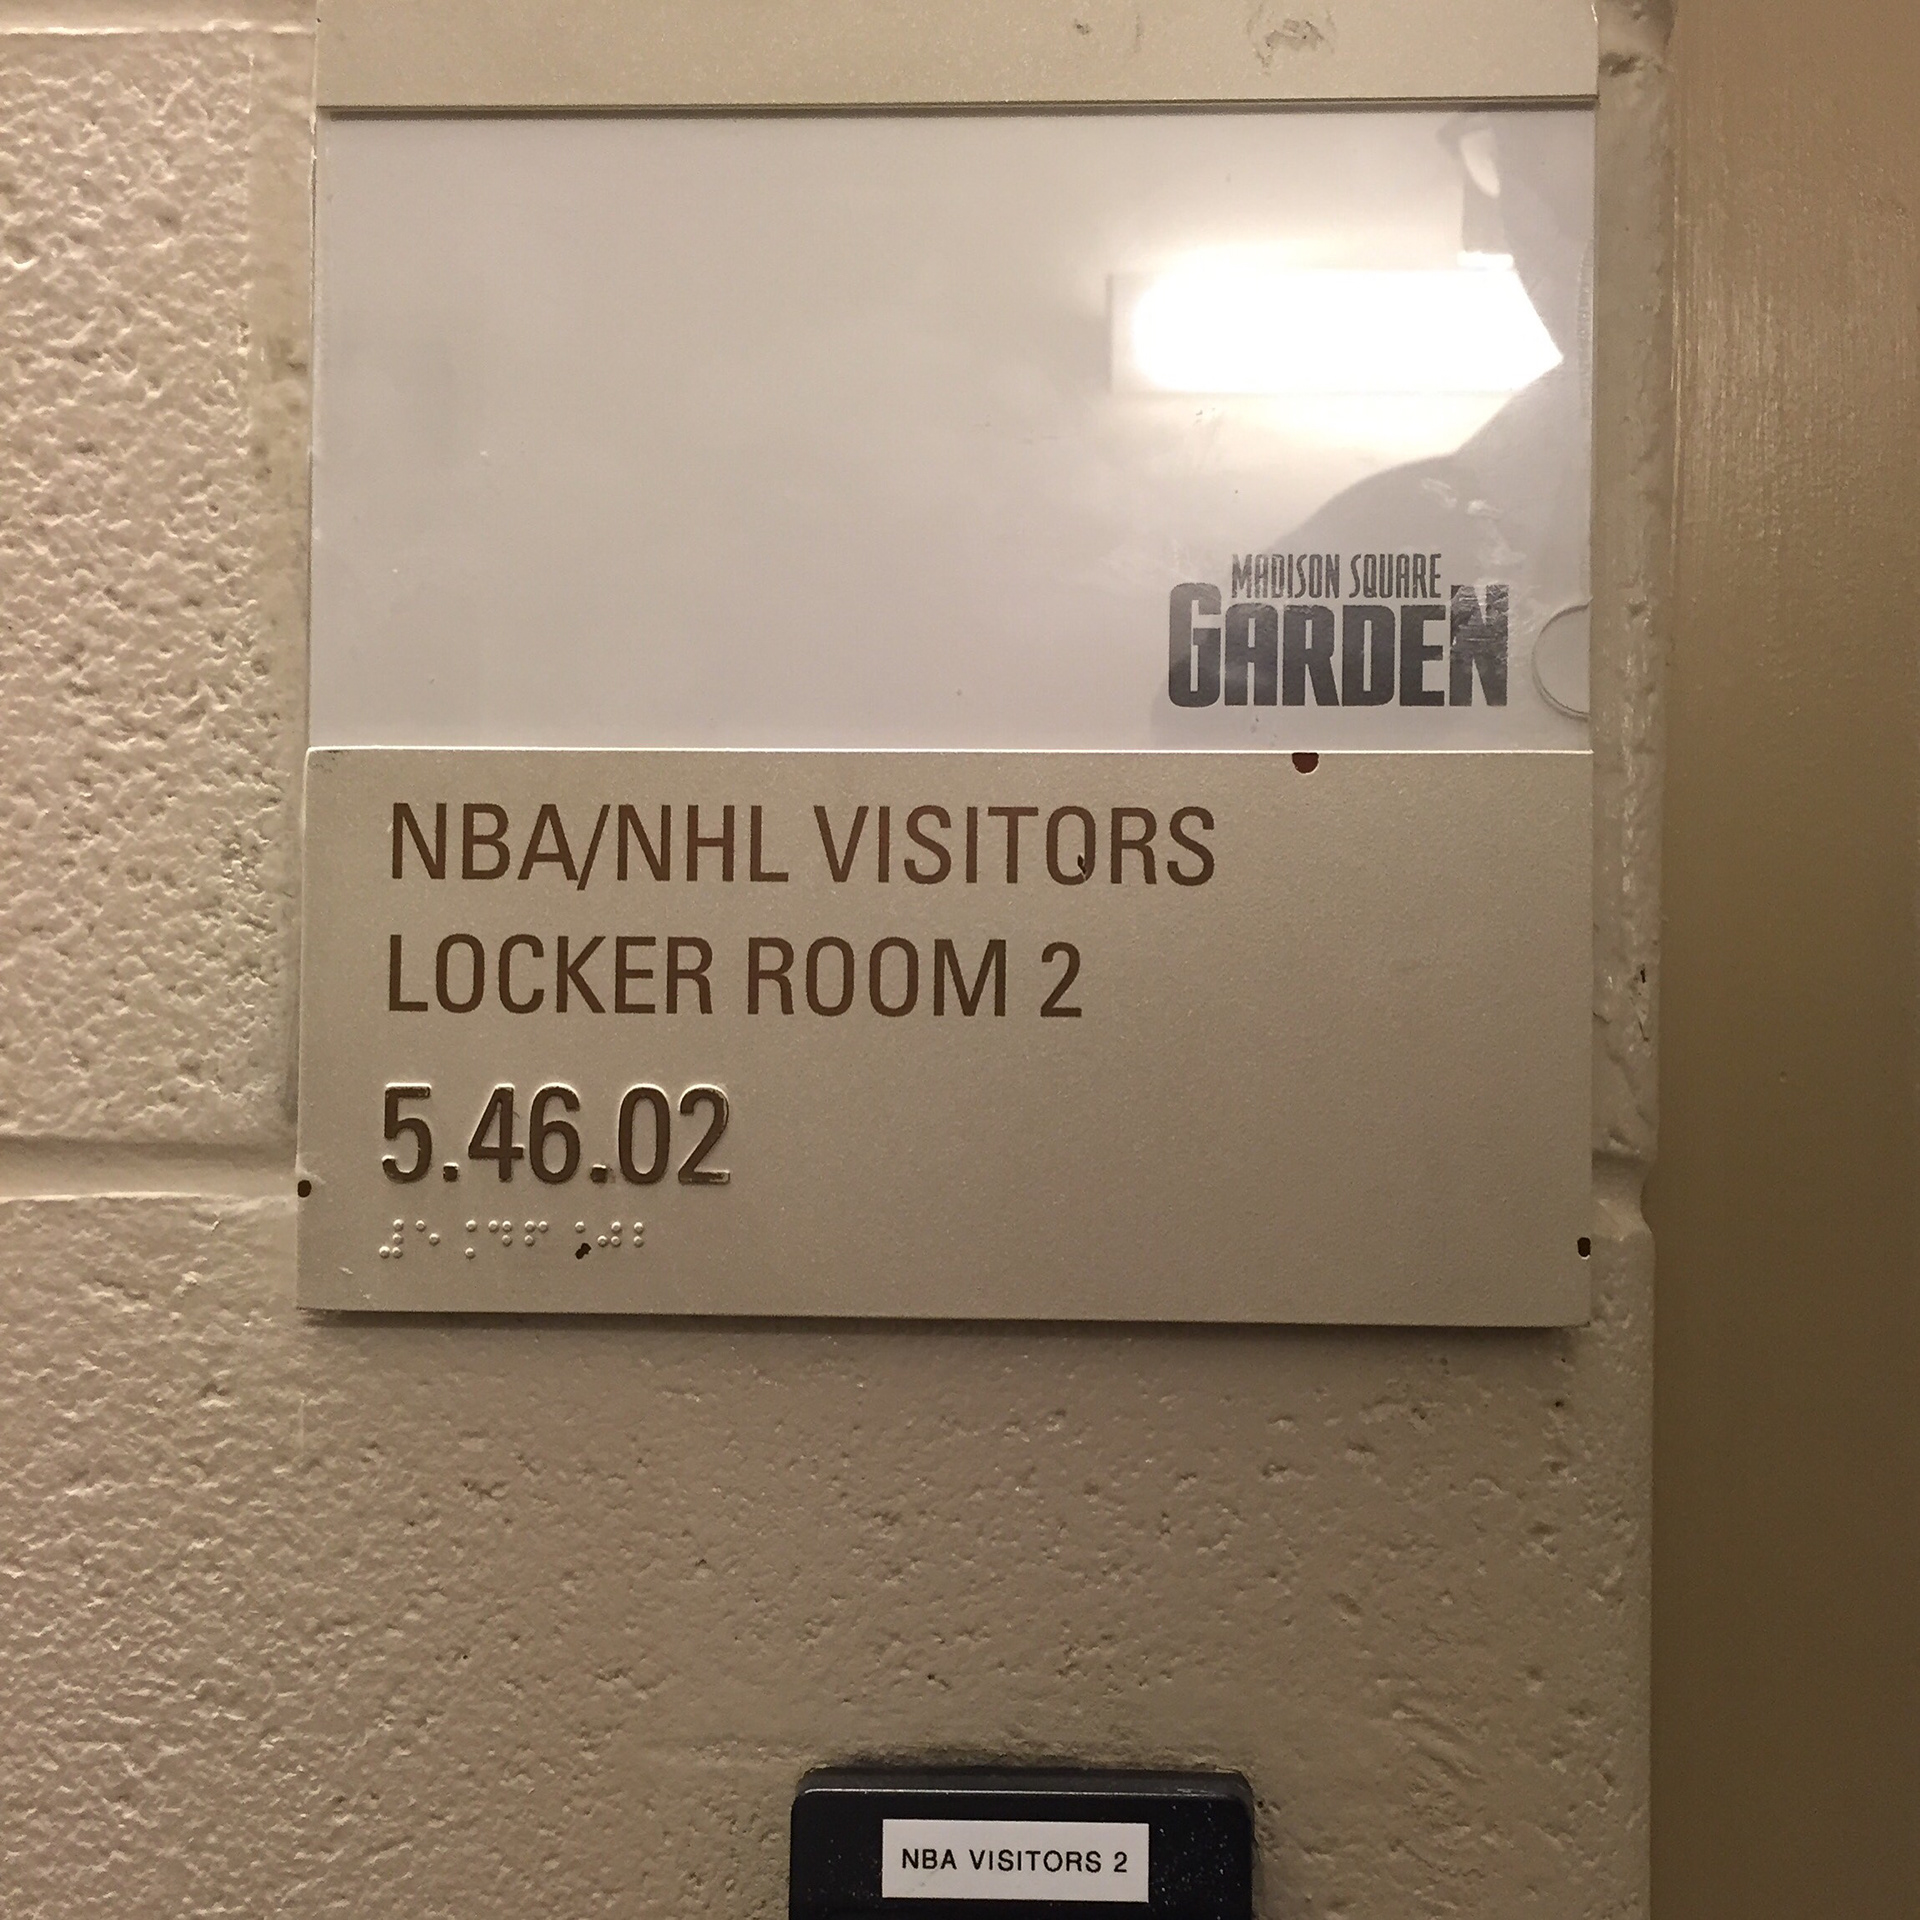 MADISON SQUARE
GARDEN
NBA/NHL VISITORS
LOCKER ROOM 2
5.46.02
NBA VISITORS 2